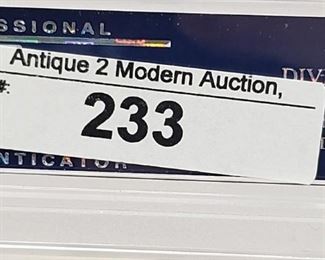 SSIONAL
Antique 2 Modern Auction,
DIV
#:
233
NTICATOR